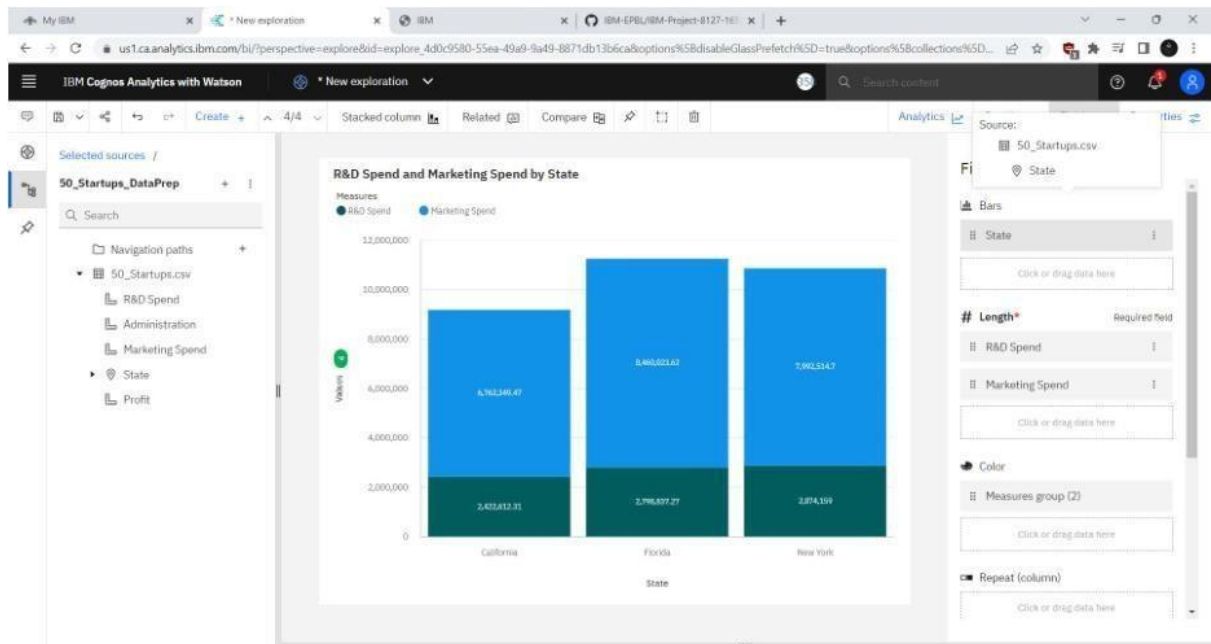 My IBM
* New exploration
IBM
IBM-EPBL/IBM-Project-8127-16
us1.ca.analytics.ibm.com/bi/?perspective=explore&id=explore_4d0c9580-55ea-49a9-9a49-8871db13b6ca&options%5BdisableGlassPrefetch%5D=true&options%5Bcollections%5D...
IBM Cognos Analytics with Watson
* New exploration
Search content
Create +
4/4
Stacked column
Related
Compare
Analytics
Source:
50_Startups.csv
State
Selected sources /
50_Startups_DataPrep
Search
Navigation paths
50_Startups.csv
R&D Spend
Administration
Marketing Spend
State
Profit
R&D Spend and Marketing Spend by State
Measures
R&D Spend
Marketing Spend
12,000,000
10,000,000
8,000,000
6,000,000
4,000,000
2,000,000
0
Values
8,460,023.62
7,992,514.7
6,762,349.47
2,422,612.31
2,798,837.27
2,874,159
California
Florida
New York
State
Bars
State
Click or drag data here
# Length*
Required field
R&D Spend
Marketing Spend
Click or drag data here
Color
Measures group (2)
Click or drag data here
Repeat (column)
Click or drag data here